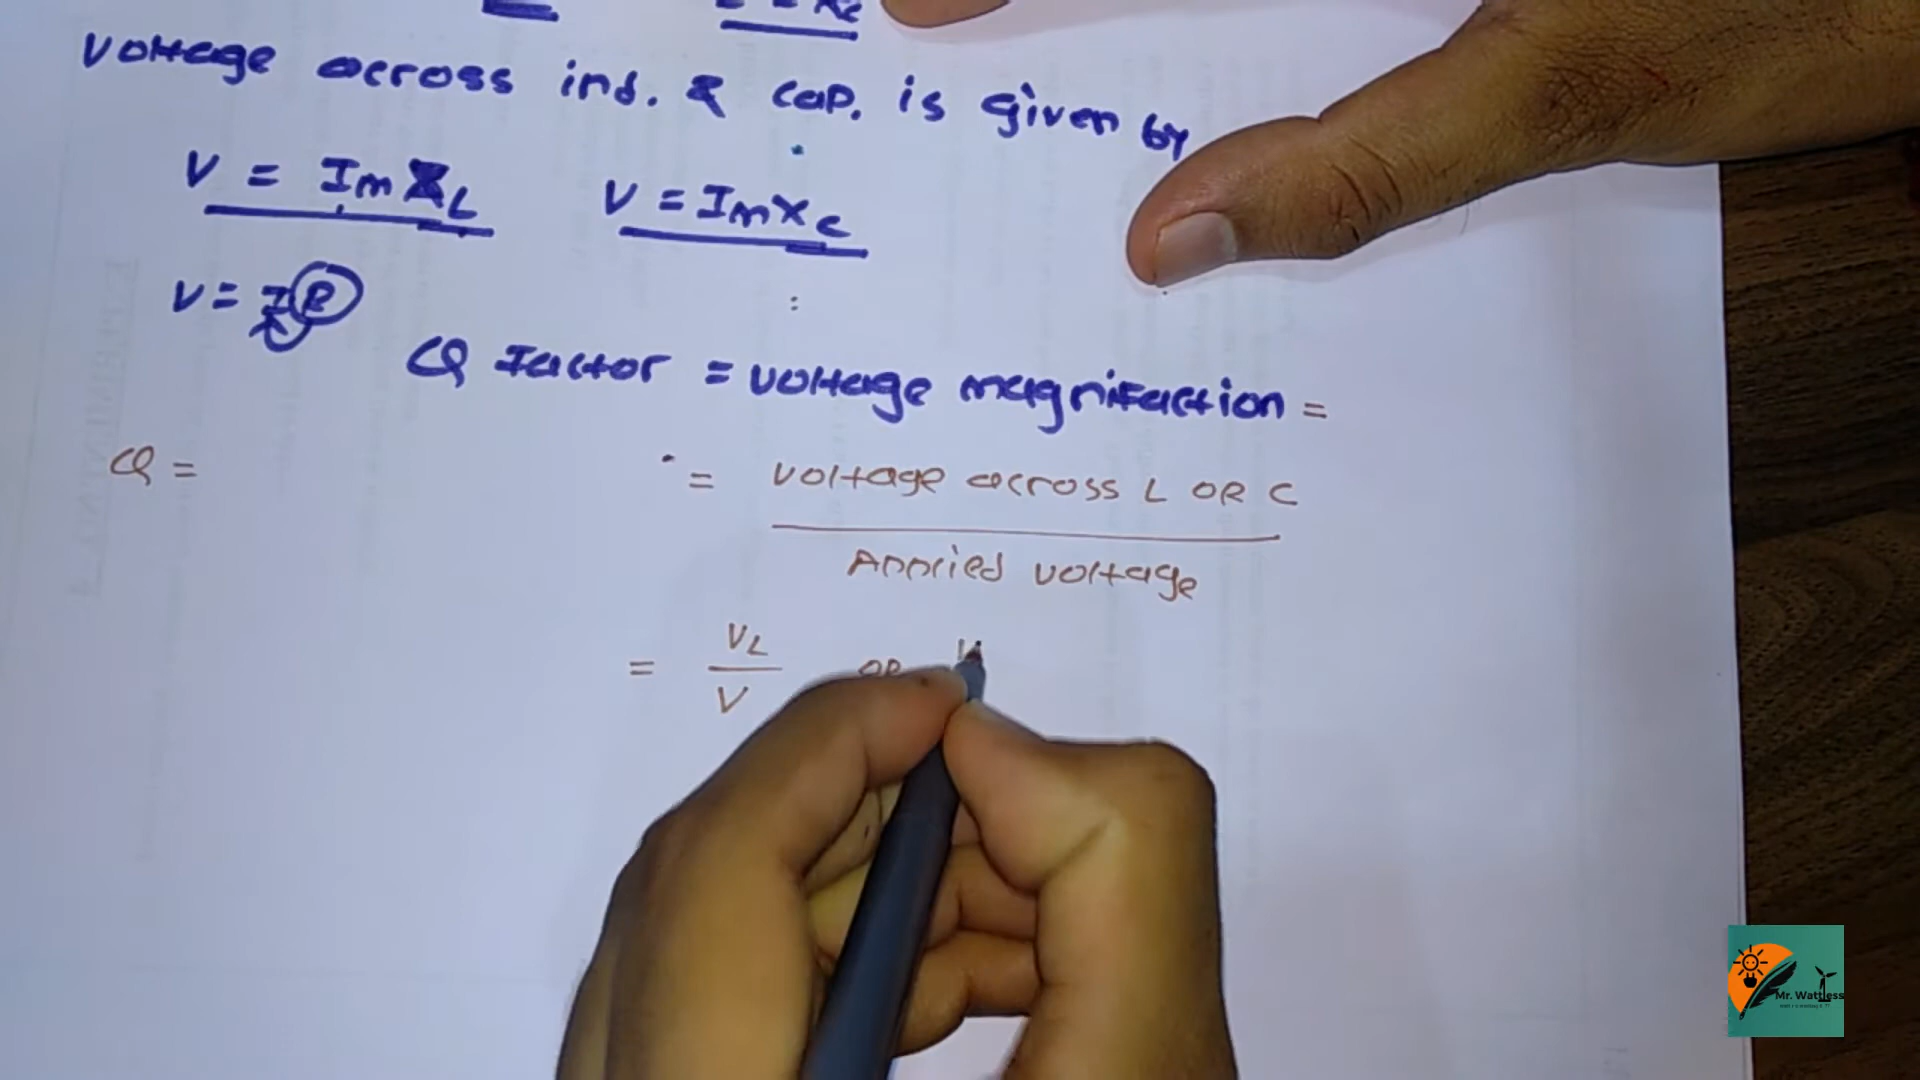 Voltage across ind. & cap. is given by
V = Im XL V = Im Xc
V = IR
Q factor = voltage magnifaction =
Q = = voltage across L OR C
Applied voltage
= VL OR
V
Mr. Wattless